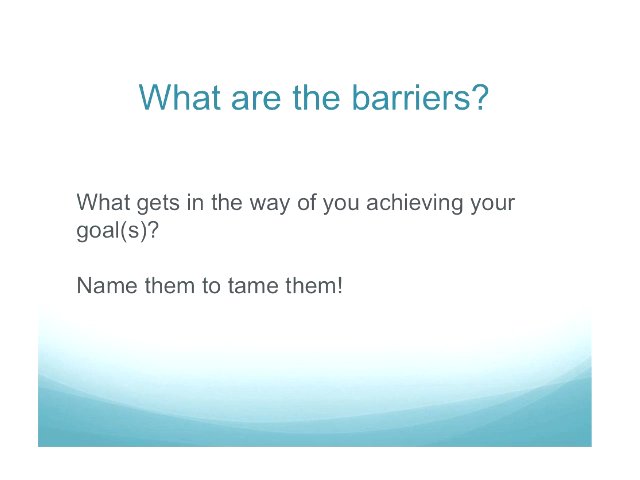 What are the barriers?
What gets in the way of you achieving your
goal(s)?
Name them to tame them!